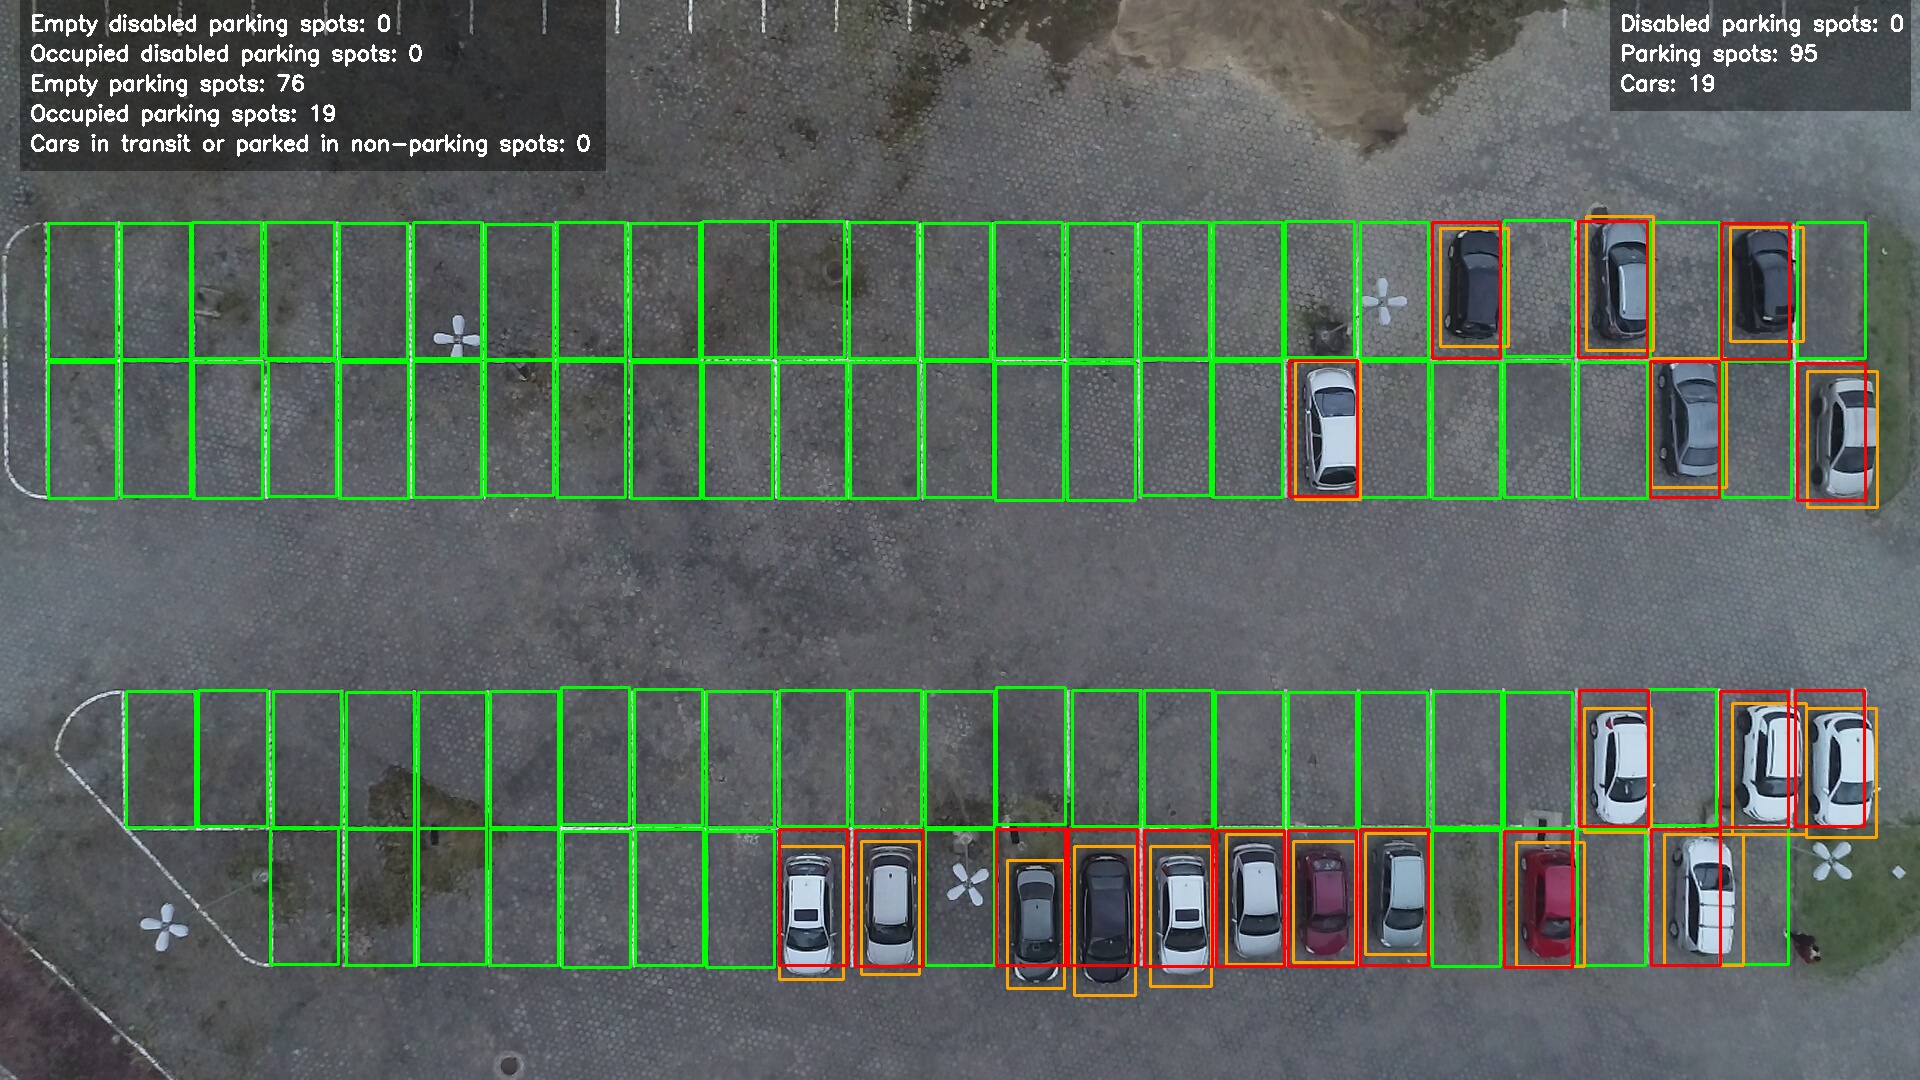 Empty disabled parking spots: 0
Occupied disabled parking spots: 0
Empty parking spots: 76
Occupied parking spots: 19
Cars in transit or parked in non-parking spots: 0
Disabled parking spots: 0
Parking spots: 95
Cars: 19